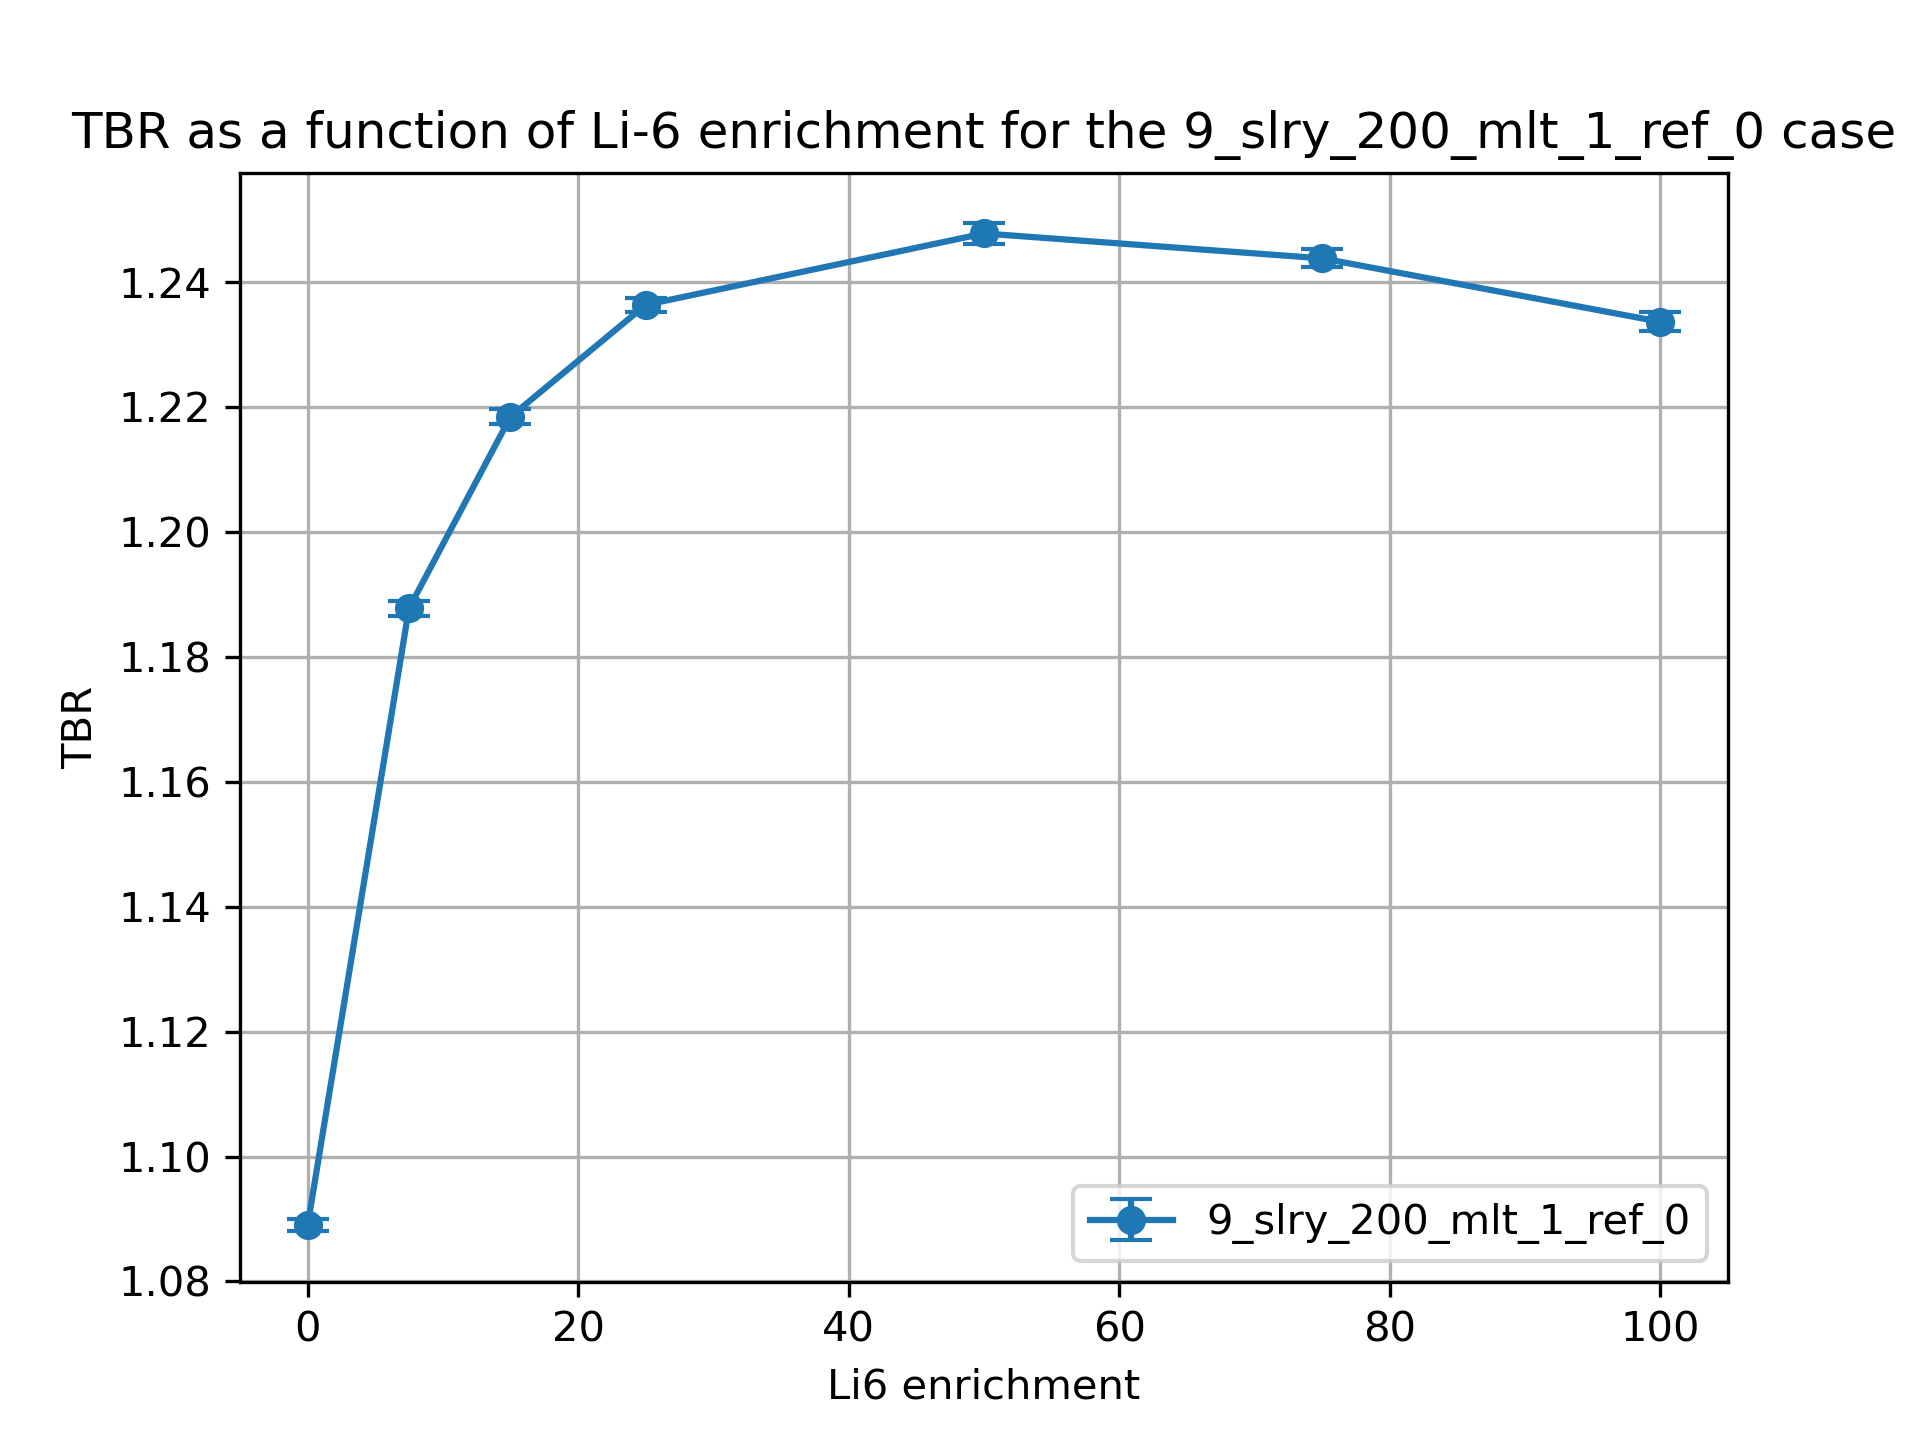 TBR as a function of Li-6 enrichment for the 9_slry_200_mlt_1_ref_0 case
1.24
1.22
1.20
1.18
1.16
1.14
1.12
1.10
1.08
TBR
9_slry_200_mlt_1_ref_0
0 20 40 60 80 100
Li6 enrichment